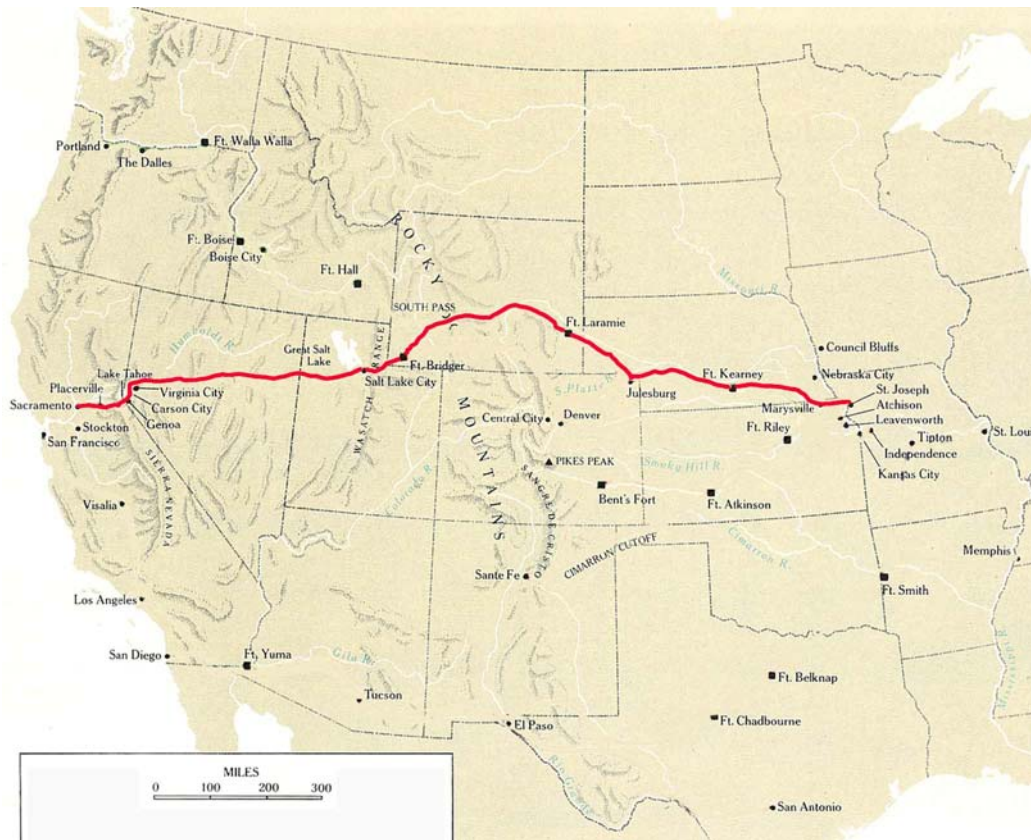 Portland
The Dalles
Ft. Walla Walla
Ft. Boise
Boise City
Ft. Hall
ROCKY
MOUNTAINS
SOUTH PASS
Missouri R.
Ft. Laramie
Humboldt R.
Great Salt
Lake
WASATCH RANGE
Ft. Bridger
Salt Lake City
Council Bluffs
Nebraska City
Ft. Kearney
St. Joseph
Atchison
Leavenworth
Independence
Kansas City
Tipton
St. Loui
Marysville
Ft. Riley
Julesburg
S. Platte R.
Lake Tahoe
Placerville
Virginia City
Carson City
Genoa
Sacramento
Stockton
San Francisco
SIERRA NEVADA
Visalia
Central City
Denver
PIKES PEAK
Smoky Hill R.
Colorado R.
SANGRE DE CRISTO
Bent's Fort
Ft. Atkinson
CIMARRON CUTOFF
Cimarron R.
Memphis
Sante Fe
Ft. Smith
Los Angeles
San Diego
Ft. Yuma
Gila R.
Tucson
El Paso
Rio Grande
Ft. Belknap
Ft. Chadbourne
San Antonio
MILES
0 100 200 300